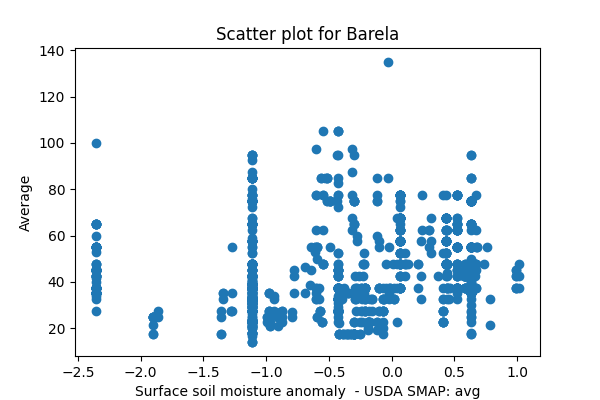 Scatter plot for Barela
140
120
100
80
60
40
20
Average
−2.5 −2.0 −1.5 −1.0 −0.5 0.0 0.5 1.0
Surface soil moisture anomaly  - USDA SMAP: avg